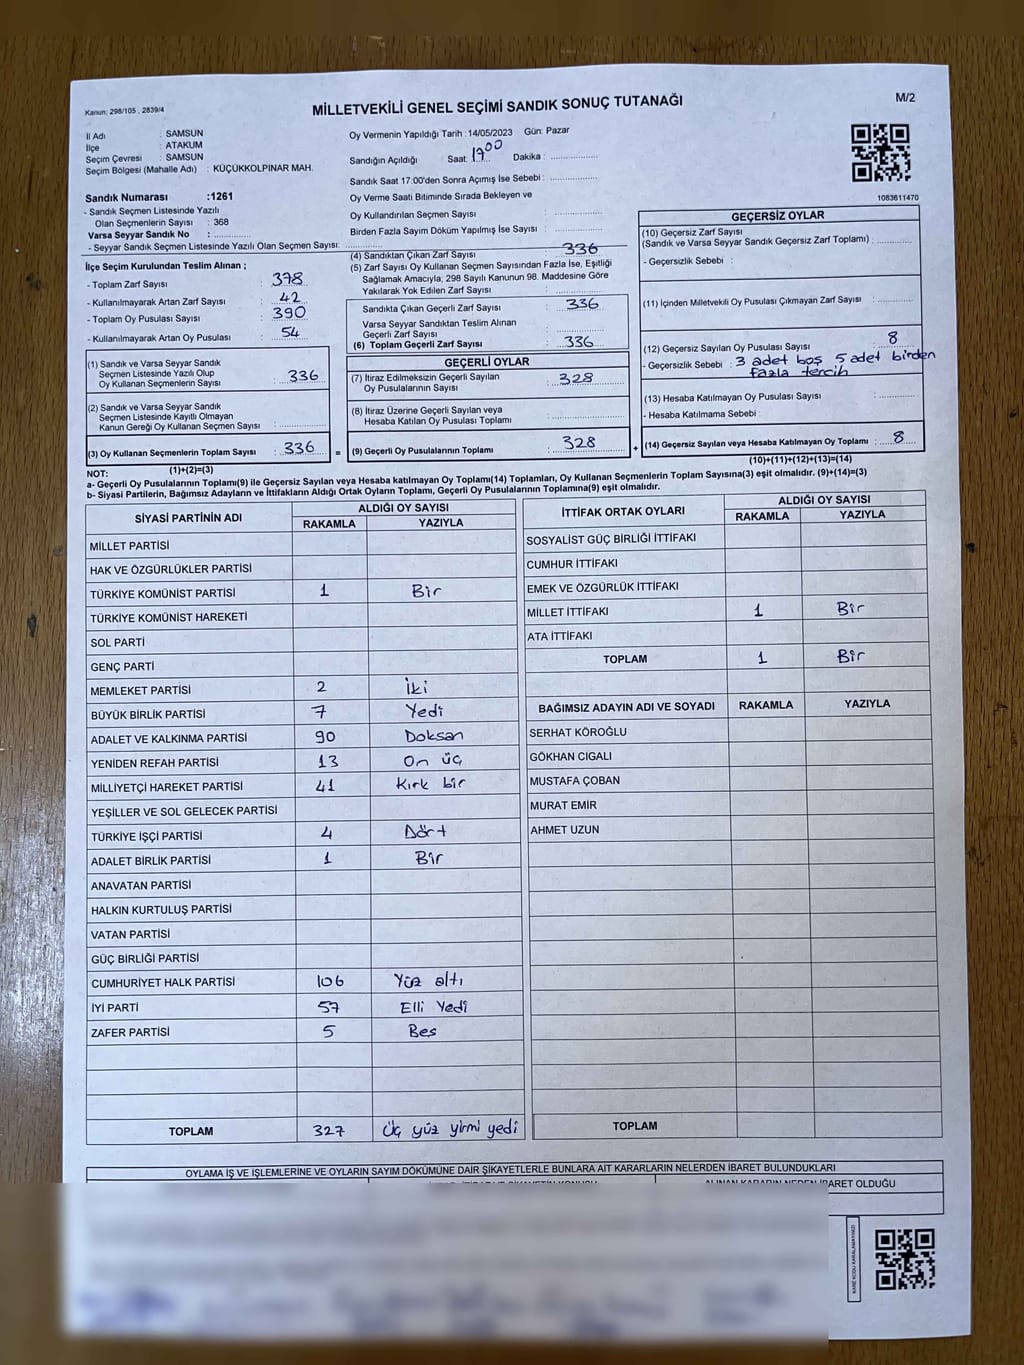 Kanun: 298/105 , 2839/4
MİLLETVEKİLİ GENEL SEÇİMİ SANDIK SONUÇ TUTANAĞI
M/2
İl Adı : SAMSUN
İlçe : ATAKUM
Seçim Çevresi : SAMSUN
Seçim Bölgesi (Mahalle Adı) : KÜÇÜKKOLPINAR MAH.
Sandık Numarası :1261
- Sandık Seçmen Listesinde Yazılı
Olan Seçmenlerin Sayısı : 368
Varsa Seyyar Sandık No :
- Seyyar Sandık Seçmen Listesinde Yazılı Olan Seçmen Sayısı:
Oy Vermenin Yapıldığı Tarih : 14/05/2023 Gün: Pazar
Sandığın Açıldığı Saat: 17 00 Dakika :
Sandık Saat 17:00'den Sonra Açımış İse Sebebi :
Oy Verme Saati Bitiminde Sırada Bekleyen ve
Oy Kullandırılan Seçmen Sayısı :
Birden Fazla Sayım Döküm Yapılmış İse Sayısı :
1083611470
İlçe Seçim Kurulundan Teslim Alınan ;
- Toplam Zarf Sayısı : 378
- Kullanılmayarak Artan Zarf Sayısı : 42
- Toplam Oy Pusulası Sayısı : 390
- Kullanılmayarak Artan Oy Pusulası : 54
(1) Sandık ve Varsa Seyyar Sandık
Seçmen Listesinde Yazılı Olup
Oy Kullanan Seçmenlerin Sayısı : 336
(2) Sandık ve Varsa Seyyar Sandık
Seçmen Listesinde Kayıtlı Olmayan
Kanun Gereği Oy Kullanan Seçmen Sayısı :
(3) Oy Kullanan Seçmenlerin Toplam Sayısı : 336
(1)+(2)=(3)
(4) Sandıktan Çıkan Zarf Sayısı : 336
(5) Zarf Sayısı Oy Kullanan Seçmen Sayısından Fazla İse, Eşitliği
Sağlamak Amacıyla; 298 Sayılı Kanunun 98. Maddesine Göre
Yakılarak Yok Edilen Zarf Sayısı :
Sandıkta Çıkan Geçerli Zarf Sayısı : 336
Varsa Seyyar Sandıktan Teslim Alınan
Geçerli Zarf Sayısı :
(6) Toplam Geçerli Zarf Sayısı : 336
GEÇERLİ OYLAR
(7) İtiraz Edilmeksizin Geçerli Sayılan
Oy Pusulalarının Sayısı : 328
(8) İtiraz Üzerine Geçerli Sayılan veya
Hesaba Katılan Oy Pusulası Toplamı :
= (9) Geçerli Oy Pusulalarının Toplamı : 328
GEÇERSİZ OYLAR
(10) Geçersiz Zarf Sayısı
(Sandık ve Varsa Seyyar Sandık Geçersiz Zarf Toplamı) :
- Geçersizlik Sebebi :
(11) İçinden Milletvekili Oy Pusulası Çıkmayan Zarf Sayısı :
(12) Geçersiz Sayılan Oy Pusulası Sayısı : 8
- Geçersizlik Sebebi : 3 adet boş 5 adet birden
fazla tercih
(13) Hesaba Katılmayan Oy Pusulası Sayısı :
- Hesaba Katılmama Sebebi :
+ (14) Geçersiz Sayılan veya Hesaba Katılmayan Oy Toplamı : 8
(10)+(11)+(12)+(13)=(14)
NOT:
a- Geçerli Oy Pusulalarının Toplamı(9) ile Geçersiz Sayılan veya Hesaba katılmayan Oy Toplamı(14) Toplamları, Oy Kullanan Seçmenlerin Toplam Sayısına(3) eşit olmalıdır. (9)+(14)=(3)
b- Siyasi Partilerin, Bağımsız Adayların ve İttifakların Aldığı Ortak Oyların Toplamı, Geçerli Oy Pusulalarının Toplamına(9) eşit olmalıdır.
SİYASİ PARTİNİN ADI ALDIĞI OY SAYISI
RAKAMLA YAZIYLA
MİLLET PARTİSİ
HAK VE ÖZGÜRLÜKLER PARTİSİ
TÜRKİYE KOMÜNİST PARTİSİ 1 Bir
TÜRKİYE KOMÜNİST HAREKETİ
SOL PARTİ
GENÇ PARTİ
MEMLEKET PARTİSİ 2 İki
BÜYÜK BİRLİK PARTİSİ 7 Yedi
ADALET VE KALKINMA PARTİSİ 90 Doksan
YENİDEN REFAH PARTİSİ 13 On üç
MİLLİYETÇİ HAREKET PARTİSİ 41 Kırk bir
YEŞİLLER VE SOL GELECEK PARTİSİ
TÜRKİYE İŞÇİ PARTİSİ 4 Dört
ADALET BİRLİK PARTİSİ 1 Bir
ANAVATAN PARTİSİ
HALKIN KURTULUŞ PARTİSİ
VATAN PARTİSİ
GÜÇ BİRLİĞİ PARTİSİ
CUMHURİYET HALK PARTİSİ 106 Yüz altı
İYİ PARTİ 57 Elli Yedi
ZAFER PARTİSİ 5 Beş
TOPLAM 327 Üç yüz yirmi yedi
İTTİFAK ORTAK OYLARI ALDIĞI OY SAYISI
RAKAMLA YAZIYLA
SOSYALİST GÜÇ BİRLİĞİ İTTİFAKI
CUMHUR İTTİFAKI
EMEK VE ÖZGÜRLÜK İTTİFAKI
MİLLET İTTİFAKI 1 Bir
ATA İTTİFAKI
TOPLAM 1 Bir
BAĞIMSIZ ADAYIN ADI VE SOYADI RAKAMLA YAZIYLA
SERHAT KÖROĞLU
GÖKHAN CIGALI
MUSTAFA ÇOBAN
MURAT EMİR
AHMET UZUN
TOPLAM
OYLAMA İŞ VE İŞLEMLERİNE VE OYLARIN SAYIM DÖKÜMÜNE DAİR ŞİKAYETLERLE BUNLARA AİT KARARLARIN NELERDEN İBARET BULUNDUKLARI
ALINAN KARARIN NEDEN İBARET OLDUĞU